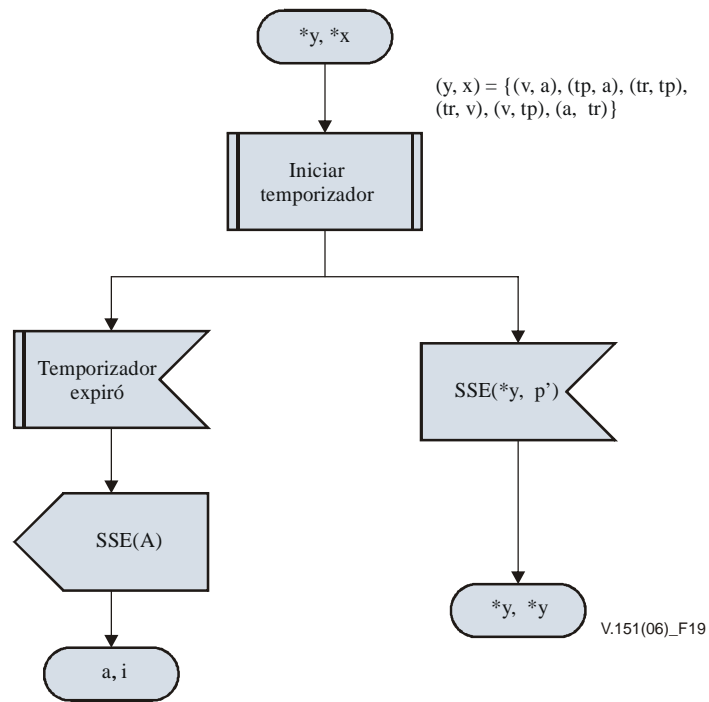 *y, *x
(y, x) = {(v, a), (tp, a), (tr, tp),
(tr, v), (v, tp), (a, tr)}
Iniciar
temporizador
Temporizador
expiró
SSE(*y, p’)
SSE(A)
*y, *y
V.151(06)_F19
a, i